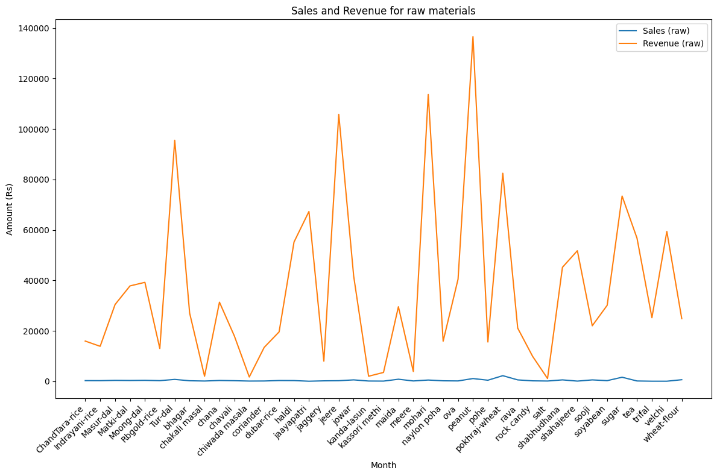 Sales and Revenue for raw materials
Sales (raw)
Revenue (raw)
Amount (Rs)
140000
120000
100000
80000
60000
40000
20000
0
ChandTara-rice
Indrayani-rice
Masur-dal
Matki-dal
Moong-dal
Rbgold-rice
Tur-dal
bhagar
chakali masal
chana
chavali
chiwada masala
coriander
dubar-rice
haldi
jaayapatri
jaggery
jeere
jowar
kanda-lasun
kassori methi
maida
meere
mohari
naylon poha
ova
peanut
pohe
pokhraj-wheat
rava
rock candy
salt
shabhudhana
shahajeere
sooji
soyabean
sugar
tea
trifal
velchi
wheat-flour
Month